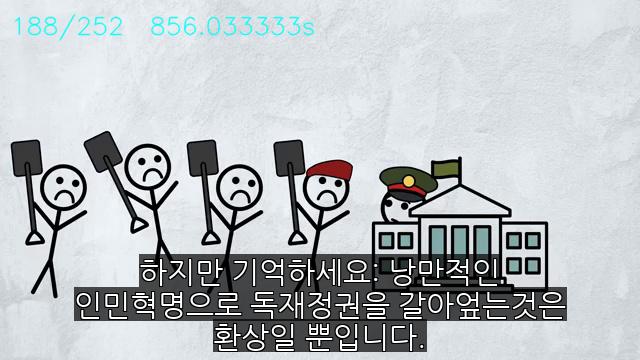 188/252 856.033333s
하지만 기억하세요: 낭만적인.
인민혁명으로 독재정권을 갈아엎는것은
환상일 뿐입니다.